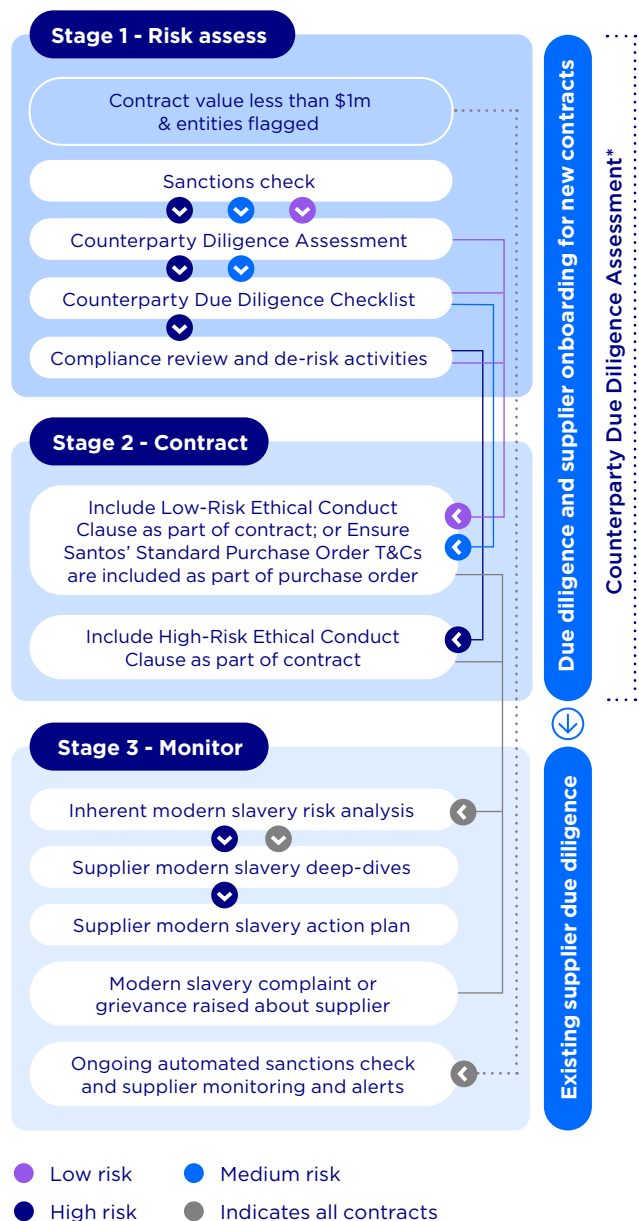 Stage 1 - Risk assess
Contract value less than $1m
& entities flagged
Sanctions check
Counterparty Diligence Assessment
Counterparty Due Diligence Checklist
Compliance review and de-risk activities
Stage 2 - Contract
Include Low-Risk Ethical Conduct
Clause as part of contract; or Ensure
Santos’ Standard Purchase Order T&Cs
are included as part of purchase order
Include High-Risk Ethical Conduct
Clause as part of contract
Stage 3 - Monitor
Inherent modern slavery risk analysis
Supplier modern slavery deep-dives
Supplier modern slavery action plan
Modern slavery complaint or
grievance raised about supplier
Ongoing automated sanctions check
and supplier monitoring and alerts
Due diligence and supplier onboarding for new contracts
Existing supplier due diligence
Counterparty Due Diligence Assessment*
Low risk
Medium risk
High risk
Indicates all contracts